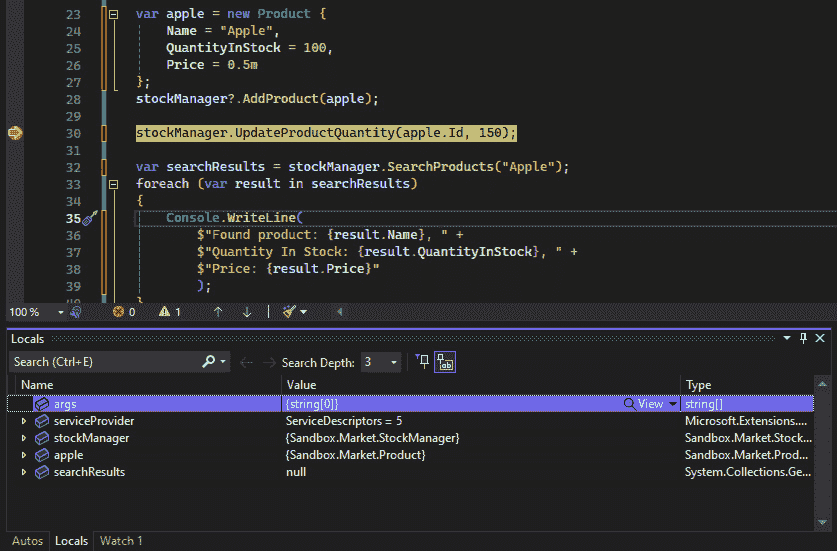 23 var apple = new Product {
24 Name = "Apple",
25 QuantityInStock = 100,
26 Price = 0.5m
27 };
28 stockManager?.AddProduct(apple);
29
30 stockManager.UpdateProductQuantity(apple.Id, 150);
31
32 var searchResults = stockManager.SearchProducts("Apple");
33 foreach (var result in searchResults)
34 {
35 Console.WriteLine(
36 $"Found product: {result.Name}, " +
37 $"Quantity In Stock: {result.QuantityInStock}, " +
38 $"Price: {result.Price}"
39 );
40 }
100 % 0 1
Locals
Search (Ctrl+E) Search Depth: 3
Name Value Type
args {string[0]} View string[]
serviceProvider ServiceDescriptors = 5 Microsoft.Extensions....
stockManager {Sandbox.Market.StockManager} Sandbox.Market.Stock...
apple {Sandbox.Market.Product} Sandbox.Market.Prod...
searchResults null System.Collections.Ge...
Autos Locals Watch 1